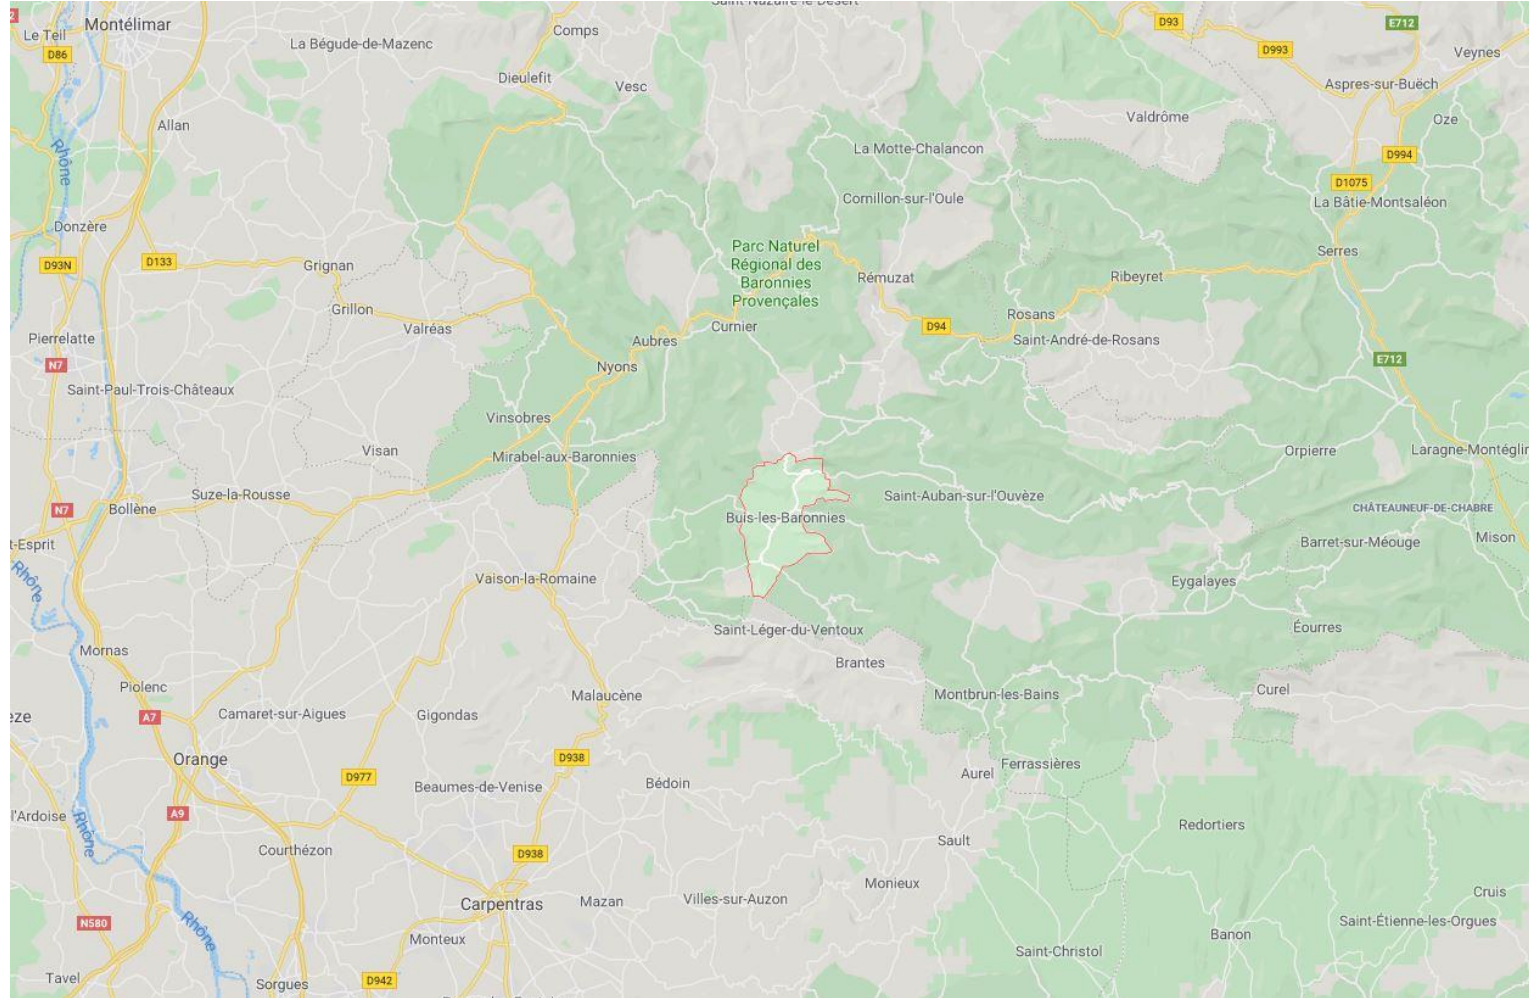 Saint-Nazaire-le-Désert
D93
E712
Montélimar
Le Teil
Comps
La Bégude-de-Mazenc
D993
Veynes
D86
Dieulefit
Vesc
Aspres-sur-Buëch
Allan
Valdrôme
Oze
Rhône
La Motte-Chalancon
D994
D1075
Cornillon-sur-l'Oule
La Bâtie-Montsaléon
Donzère
Parc Naturel
Régional des
Baronnies
Provençales
Serres
D93N
D133
Grignan
Rémuzat
Ribeyret
Grillon
Valréas
Curnier
D94
Rosans
Pierrelatte
Aubres
Saint-André-de-Rosans
N7
Nyons
E712
Saint-Paul-Trois-Châteaux
Vinsobres
Visan
Mirabel-aux-Baronnies
Orpierre
Laragne-Montéglin
Suze-la-Rousse
Saint-Auban-sur-l'Ouvèze
N7
Bollène
Buis-les-Baronnies
CHÂTEAUNEUF-DE-CHABRE
t-Esprit
Barret-sur-Méouge
Mison
Rhône
Vaison-la-Romaine
Eygalayes
Saint-Léger-du-Ventoux
Éourres
Mornas
Brantes
Piolenc
Malaucène
Montbrun-les-Bains
Curel
eze
A7
Camaret-sur-Aigues
Gigondas
Orange
D938
Ferrassières
Aurel
D977
Beaumes-de-Venise
Bédoin
l'Ardoise
A9
Rhône
Redortiers
Courthézon
D938
Sault
Monieux
Carpentras
Mazan
Villes-sur-Auzon
Cruis
N580
Rhône
Saint-Étienne-les-Orgues
Monteux
Banon
Saint-Christol
Tavel
Sorgues
D942